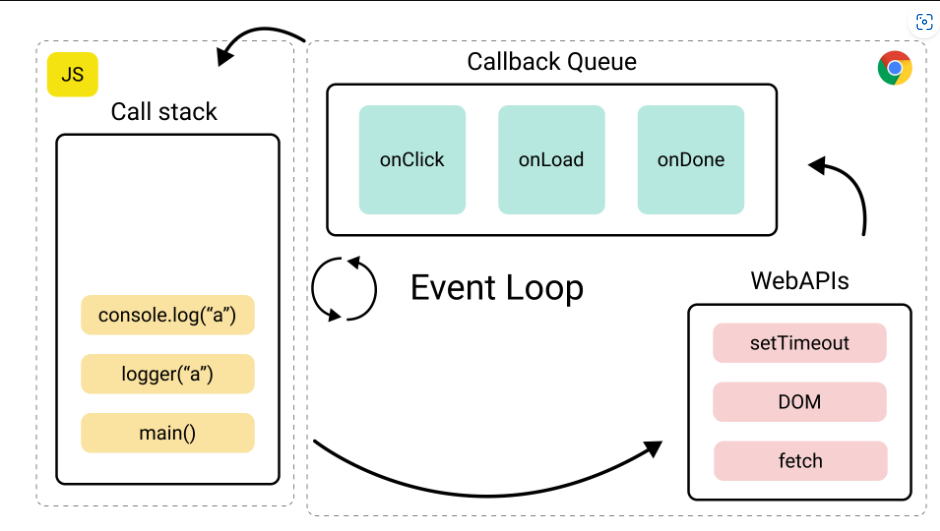 JS
Call stack
console.log(“a”)
logger(“a”)
main()
Callback Queue
onClick
onLoad
onDone
Event Loop
WebAPIs
setTimeout
DOM
fetch